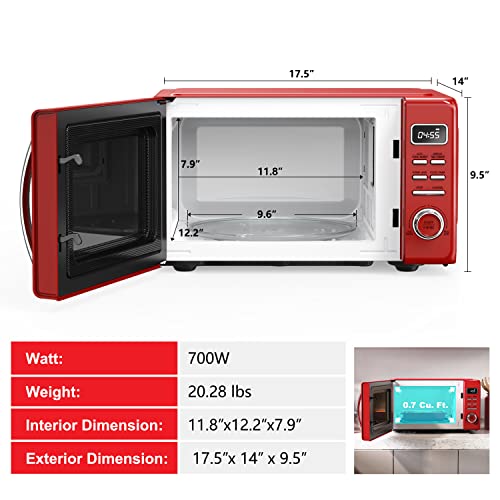 17.5”
14”
04:55
7.9”
11.8”
9.5”
9.6”
12.2”
Watt: 700W
Weight: 20.28 lbs
Interior Dimension: 11.8”x12.2”x7.9”
Exterior Dimension: 17.5”x 14” x 9.5”
0.7 Cu. Ft.